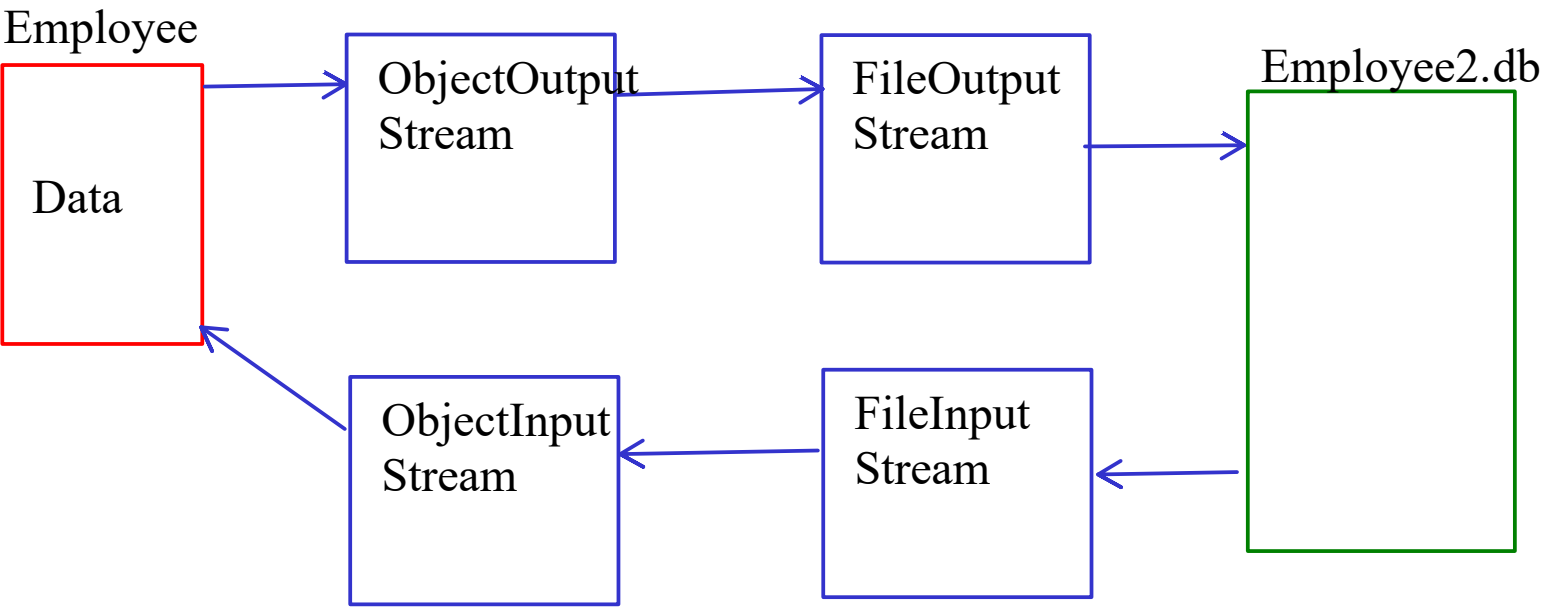 Employee
Data
ObjectOutput
Stream
FileOutput
Stream
Employee2.db
ObjectInput
Stream
FileInput
Stream